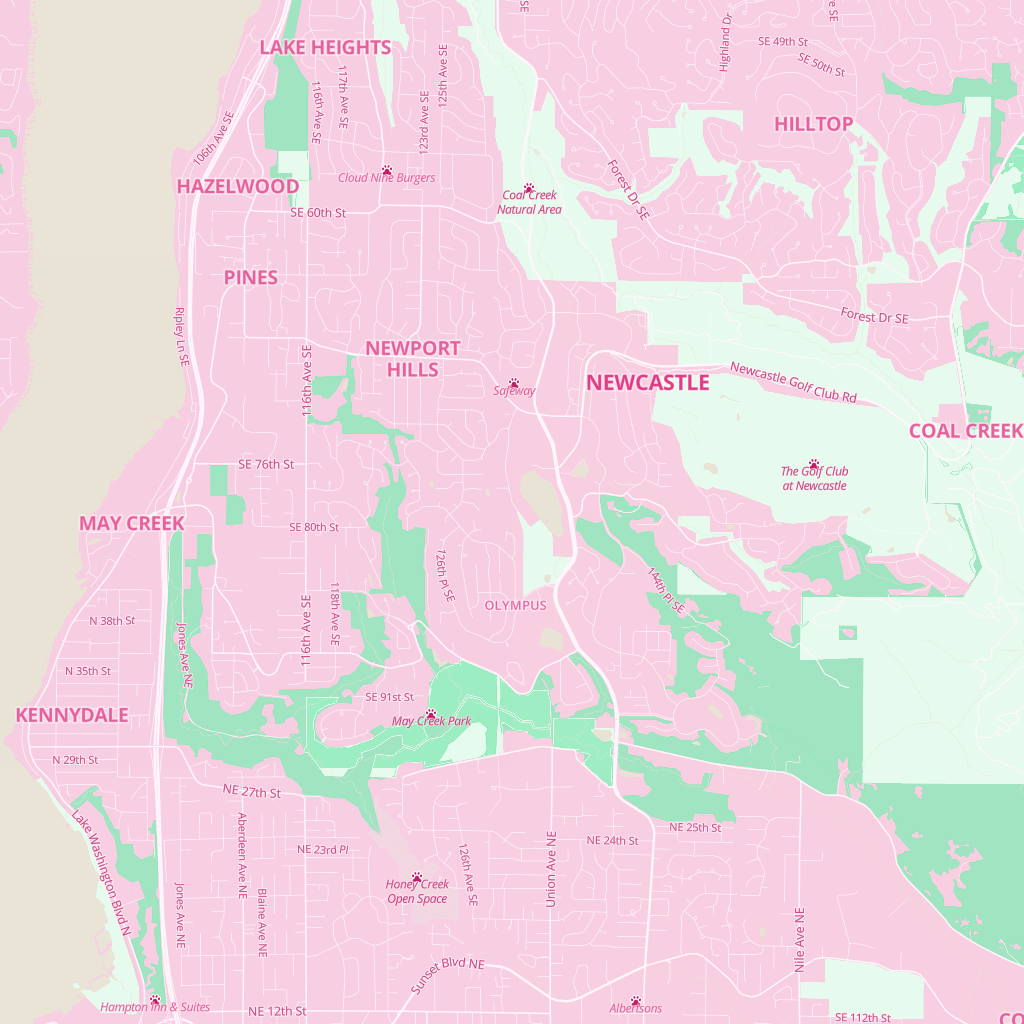 SE
Highland Dr
e SE
LAKE HEIGHTS
SE 49th St
SE 50th St
117th Ave SE
125th Ave SE
116th Ave SE
123rd Ave SE
106th Ave SE
HILLTOP
Cloud Nine Burgers
HAZELWOOD
Coal Creek
Natural Area
Forest Dr SE
SE 60th St
PINES
Ripley Ln SE
Forest Dr SE
NEWPORT
HILLS
116th Ave SE
Safeway
NEWCASTLE
Newcastle Golf Club Rd
COAL CREEK
SE 76th St
The Golf Club
at Newcastle
MAY CREEK
SE 80th St
126th Pl SE
144th Pl SE
118th Ave SE
116th Ave SE
OLYMPUS
N 38th St
Jones Ave NE
N 35th St
SE 91st St
KENNYDALE
May Creek Park
N 29th St
NE 27th St
Lake Washington Blvd N
Aberdeen Ave NE
NE 23rd Pl
126th Ave SE
Union Ave NE
NE 24th St
NE 25th St
Honey Creek
Open Space
Jones Ave NE
Blaine Ave NE
Nile Ave NE
Sunset Blvd NE
Hampton Inn & Suites
NE 12th St
Albertsons
SE 112th St
CO